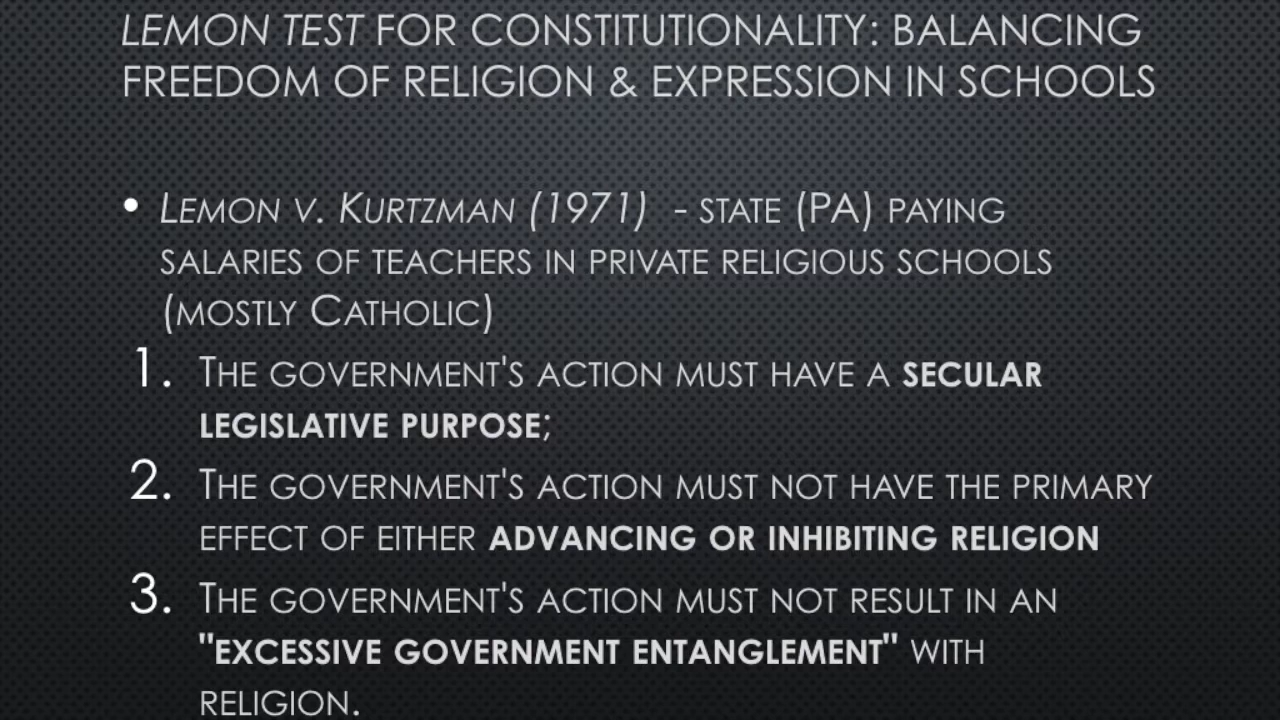 LEMON TEST FOR CONSTITUTIONALITY: BALANCING
FREEDOM OF RELIGION & EXPRESSION IN SCHOOLS
• LEMON V. KURTZMAN (1971) - STATE (PA) PAYING
SALARIES OF TEACHERS IN PRIVATE RELIGIOUS SCHOOLS
(MOSTLY CATHOLIC)
1. THE GOVERNMENT'S ACTION MUST HAVE A SECULAR
LEGISLATIVE PURPOSE;
2. THE GOVERNMENT'S ACTION MUST NOT HAVE THE PRIMARY
EFFECT OF EITHER ADVANCING OR INHIBITING RELIGION
3. THE GOVERNMENT'S ACTION MUST NOT RESULT IN AN
"EXCESSIVE GOVERNMENT ENTANGLEMENT" WITH
RELIGION.